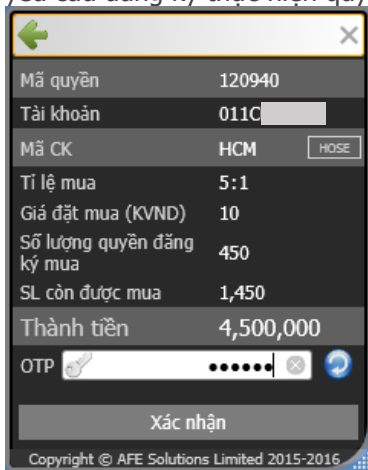 Mã quyền 120940
Tài khoản 011C
Mã CK HCM HOSE
Tỉ lệ mua 5:1
Giá đặt mua (KVND) 10
Số lượng quyền đăng
ký mua 450
SL còn được mua 1,450
Thành tiền 4,500,000
OTP ••••••
Xác nhận
Copyright © AFE Solutions Limited 2015-2016